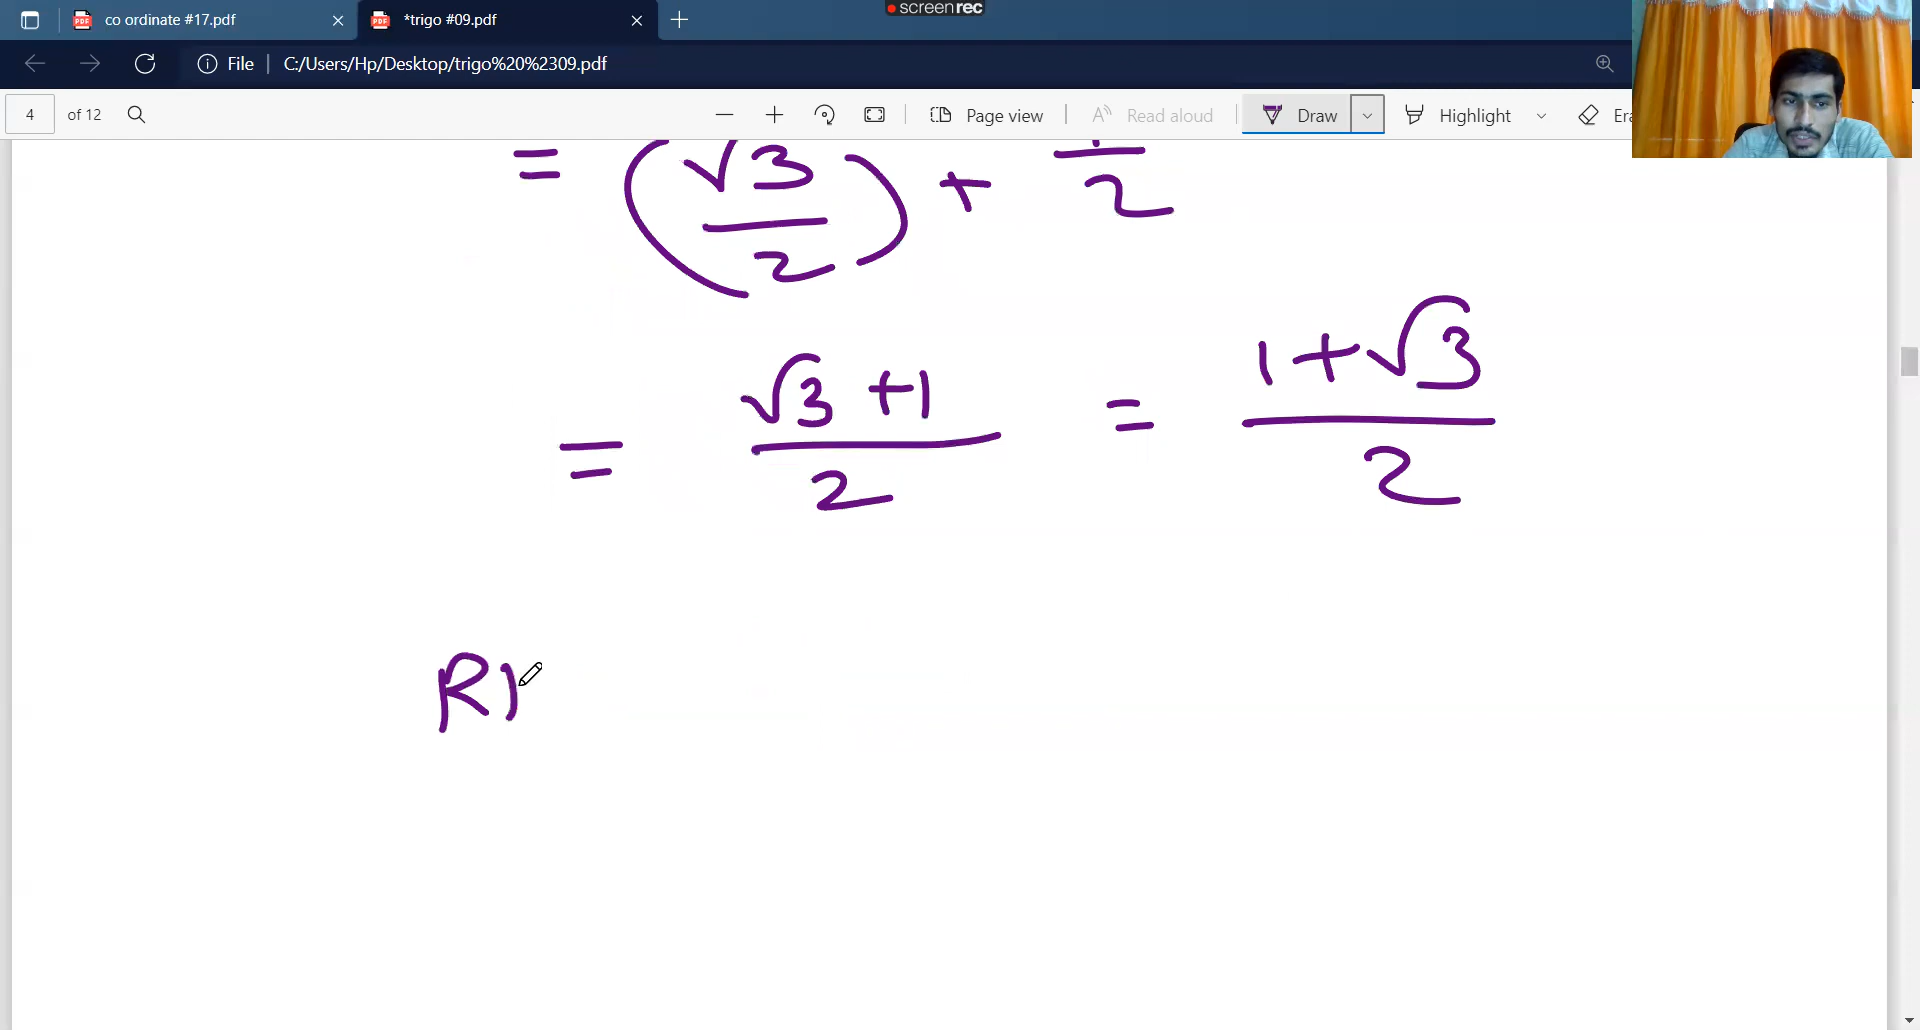 co ordinate #17.pdf
*trigo #09.pdf
screenrec
File
C:/Users/Hp/Desktop/trigo%20%2309.pdf
4 of 12
Page view
Read aloud
Draw
Highlight
= (√3/2) + 1/2
= √3 + 1 / 2 = 1 + √3 / 2